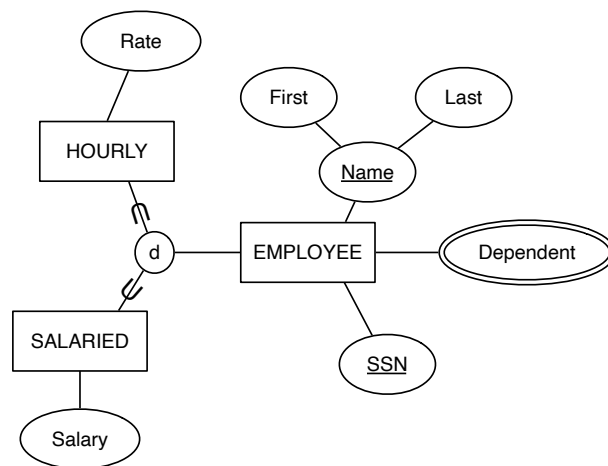 Rate
First
Last
HOURLY
Name
d
EMPLOYEE
Dependent
SALARIED
SSN
Salary